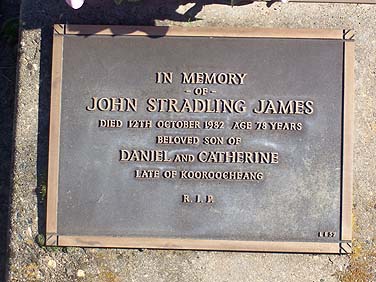 IN MEMORY
- OF -
JOHN STRADLING JAMES
DIED 12TH OCTOBER 1982 AGE 78 YEARS
BELOVED SON OF
DANIEL AND CATHERINE
LATE OF KOOROOCHEANG
R. I. P.